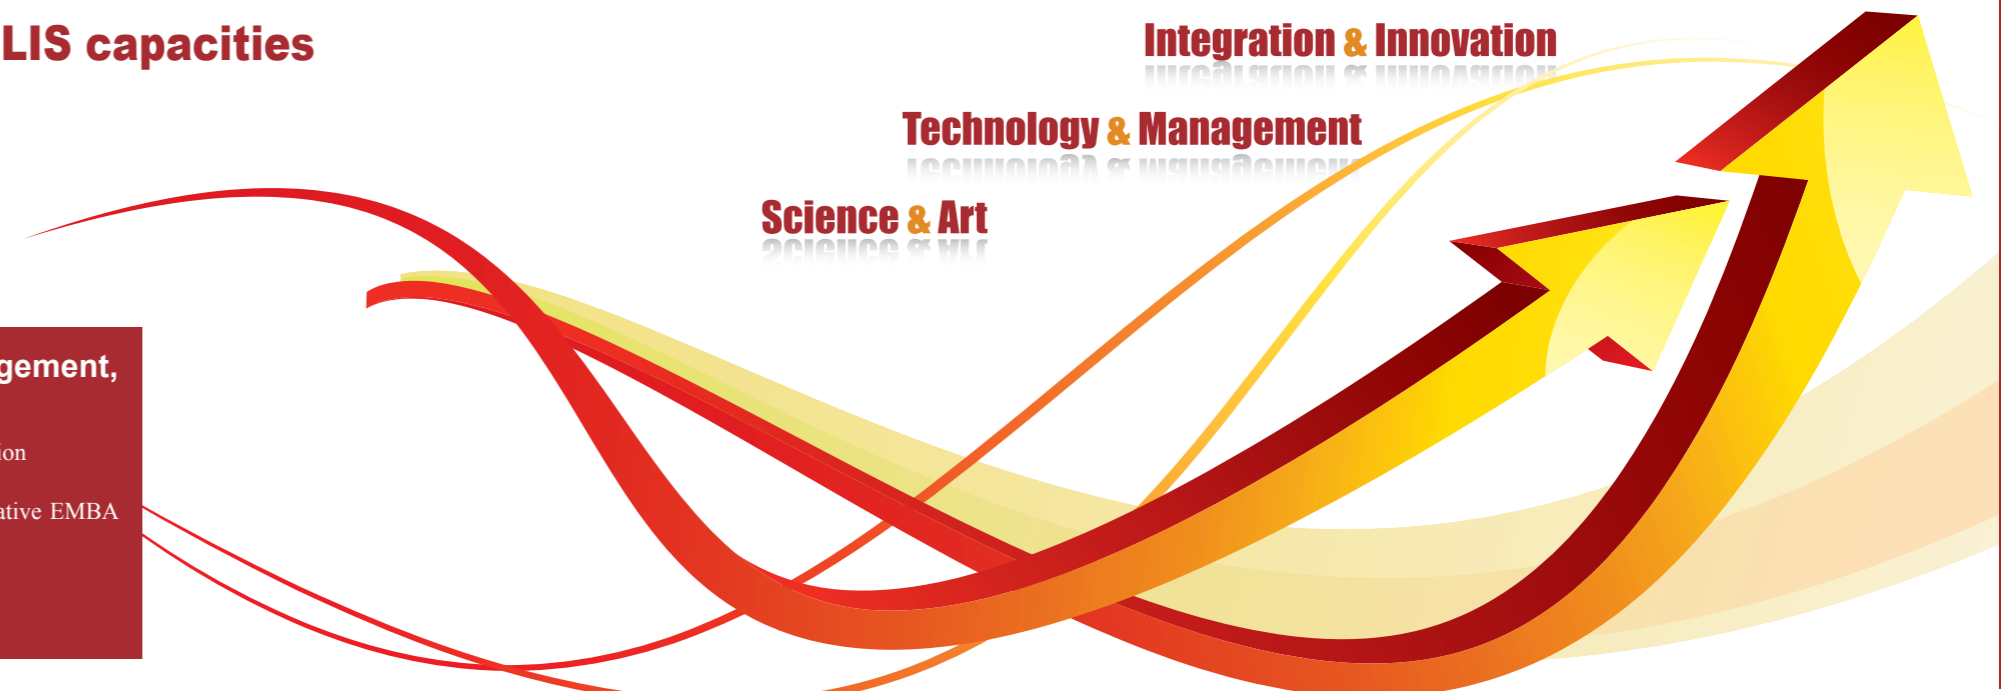 LIS capacities
Integration & Innovation
Technology & Management
Science & Art
gement,
ion
ative EMBA